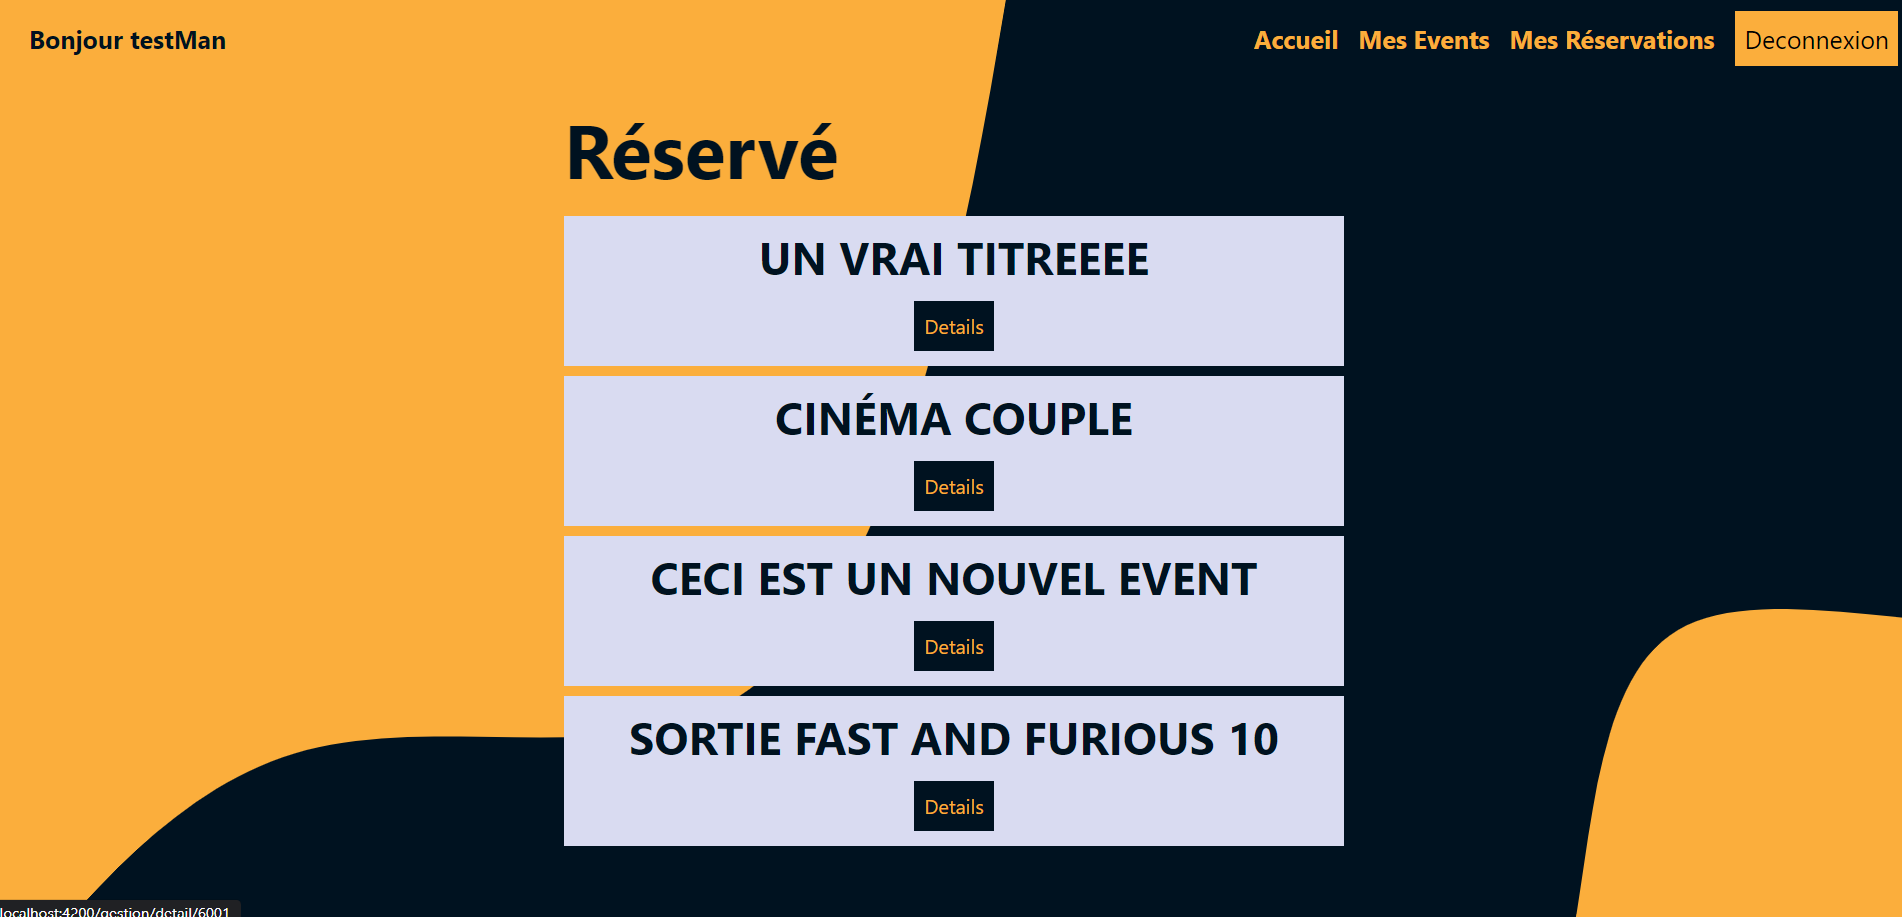 Bonjour testMan
Accueil Mes Events Mes Réservations Deconnexion
Réservé
UN VRAI TITREEEE
Details
CINÉMA COUPLE
Details
CECI EST UN NOUVEL EVENT
Details
SORTIE FAST AND FURIOUS 10
Details
localhost:4200/gestion/detail/6001